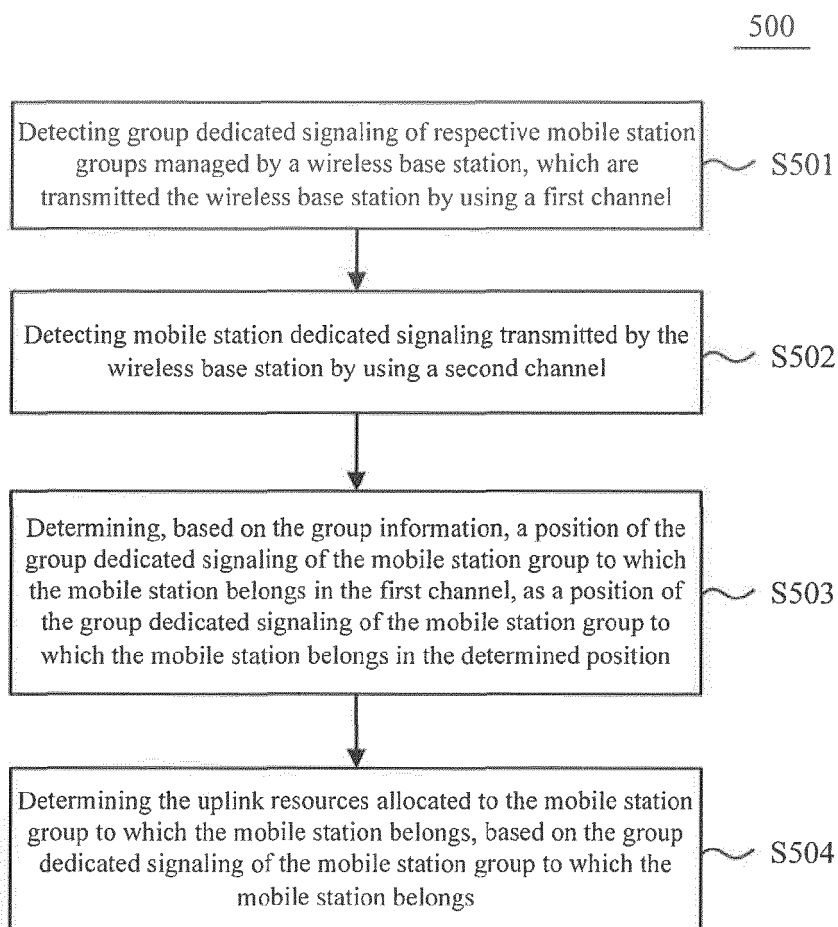 500
Detecting group dedicated signaling of respective mobile station
groups managed by a wireless base station, which are
transmitted the wireless base station by using a first channel
S501
Detecting mobile station dedicated signaling transmitted by the
wireless base station by using a second channel
S502
Determining, based on the group information, a position of the
group dedicated signaling of the mobile station group to which
the mobile station belongs in the first channel, as a position of
the group dedicated signaling of the mobile station group to
which the mobile station belongs in the determined position
S503
Determining the uplink resources allocated to the mobile station
group to which the mobile station belongs, based on the group
dedicated signaling of the mobile station group to which the
mobile station belongs
S504